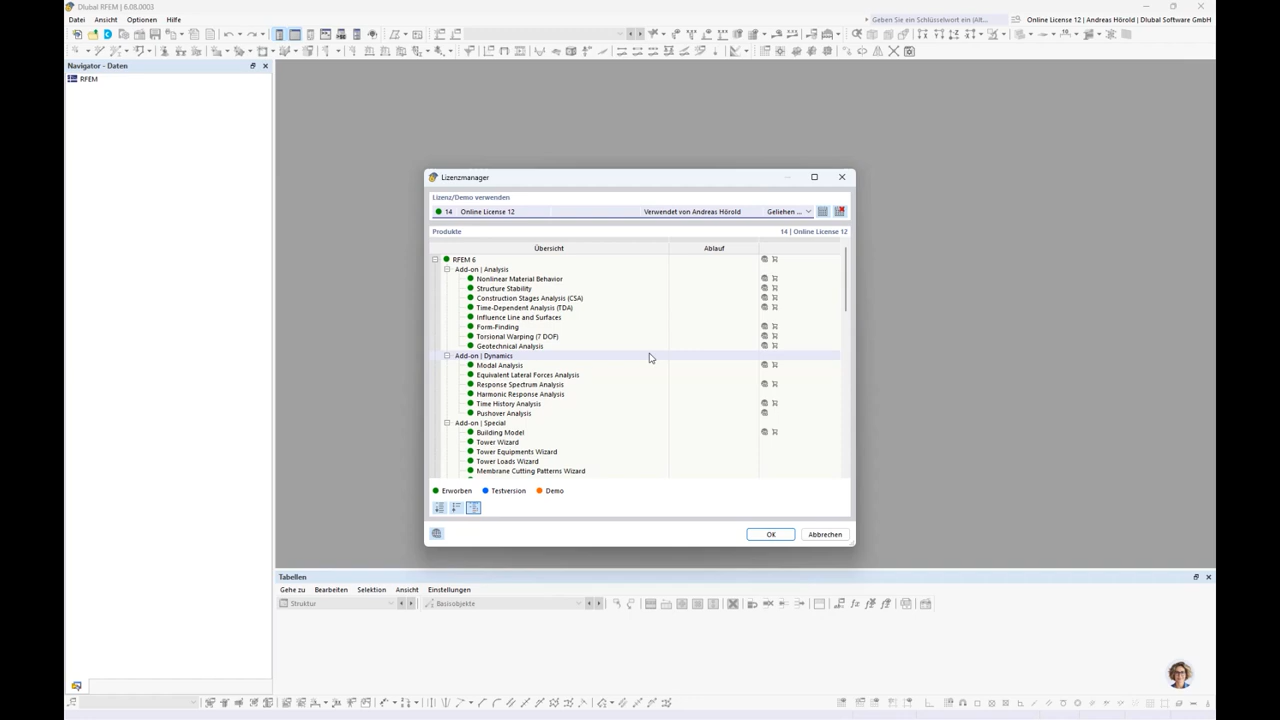 Dlubal RFEM | 6.08.0003
Datei Ansicht Optionen Hilfe
Geben Sie ein Schlüsselwort ein (Alt...
Online License 12 | Andreas Hörold | Dlubal Software GmbH
Navigator - Daten
RFEM
Lizenzmanager
Lizenz/Demo verwenden
14 Online License 12 Verwendet von Andreas Hörold Geliehen ...
Produkte 14 | Online License 12
Übersicht Ablauf
RFEM 6
Add-on | Analysis
Nonlinear Material Behavior
Structure Stability
Construction Stages Analysis (CSA)
Time-Dependent Analysis (TDA)
Influence Line and Surfaces
Form-Finding
Torsional Warping (7 DOF)
Geotechnical Analysis
Add-on | Dynamics
Modal Analysis
Equivalent Lateral Forces Analysis
Response Spectrum Analysis
Harmonic Response Analysis
Time History Analysis
Pushover Analysis
Add-on | Special
Building Model
Tower Wizard
Tower Equipments Wizard
Tower Loads Wizard
Membrane Cutting Patterns Wizard
Erworben Testversion Demo
OK Abbrechen
Tabellen
Gehe zu Bearbeiten Selektion Ansicht Einstellungen
Struktur Basisobjekte